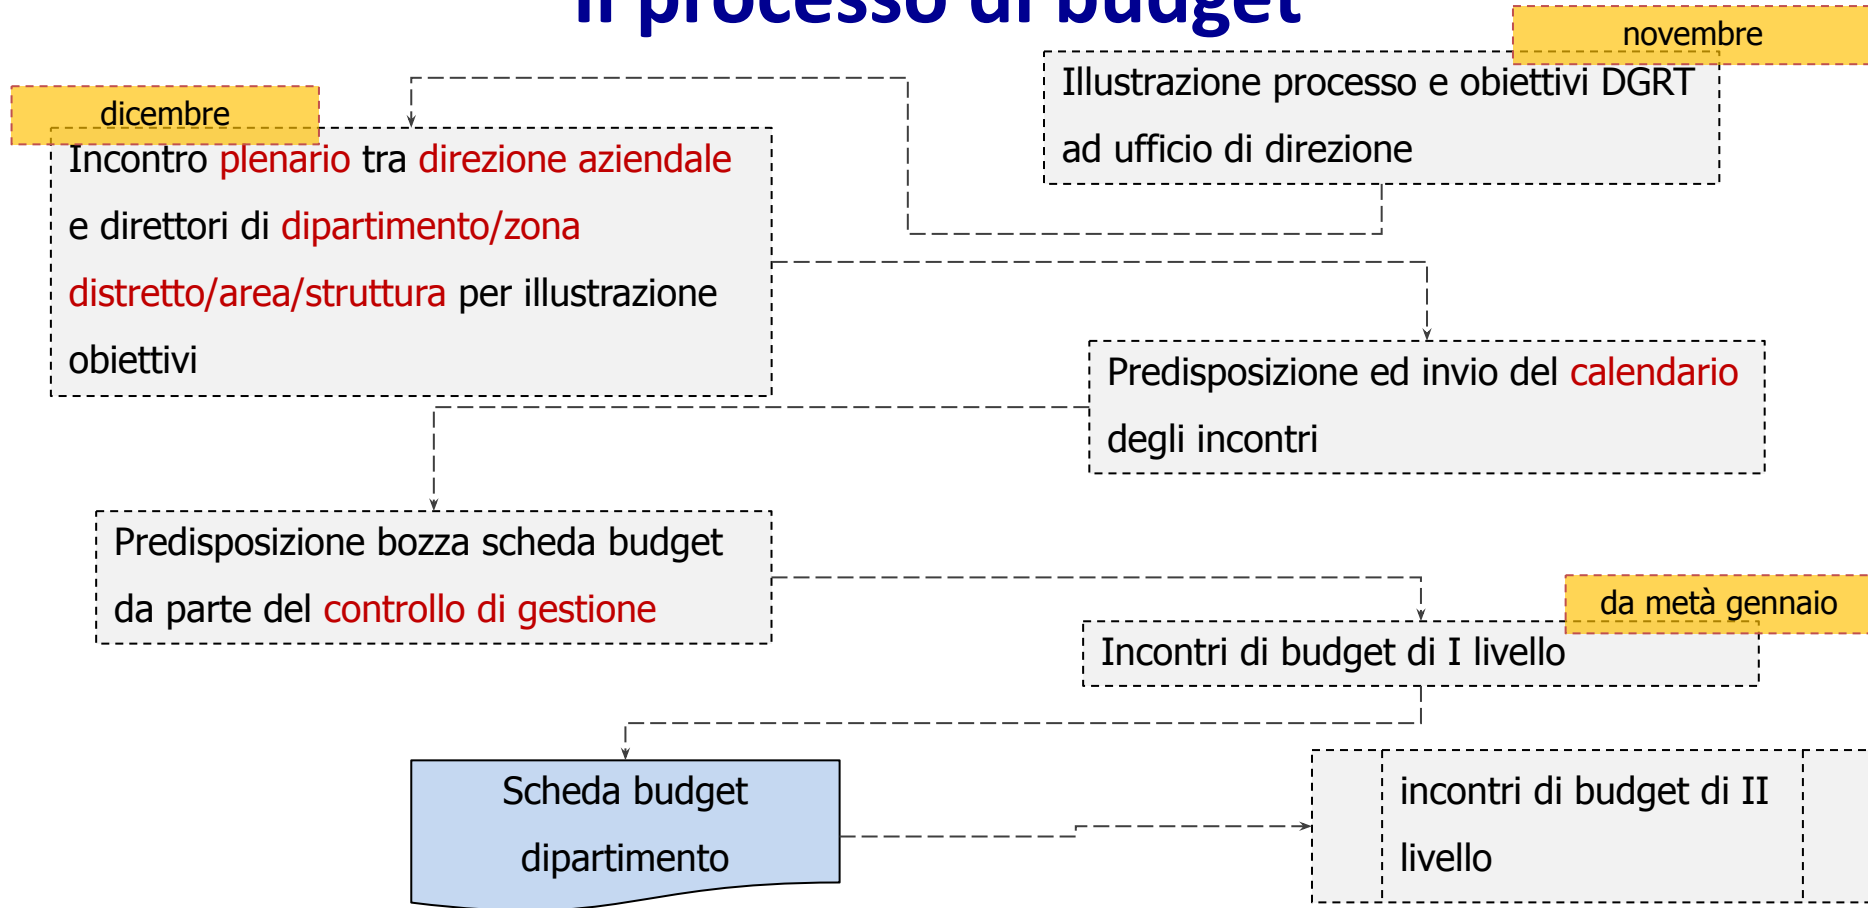 Il processo di budget
novembre
Illustrazione processo e obiettivi DGRT
ad ufficio di direzione
dicembre
Incontro plenario tra direzione aziendale
e direttori di dipartimento/zona
distretto/area/struttura per illustrazione
obiettivi
Predisposizione ed invio del calendario
degli incontri
Predisposizione bozza scheda budget
da parte del controllo di gestione
da metà gennaio
Incontri di budget di I livello
Scheda budget
dipartimento
incontri di budget di II
livello